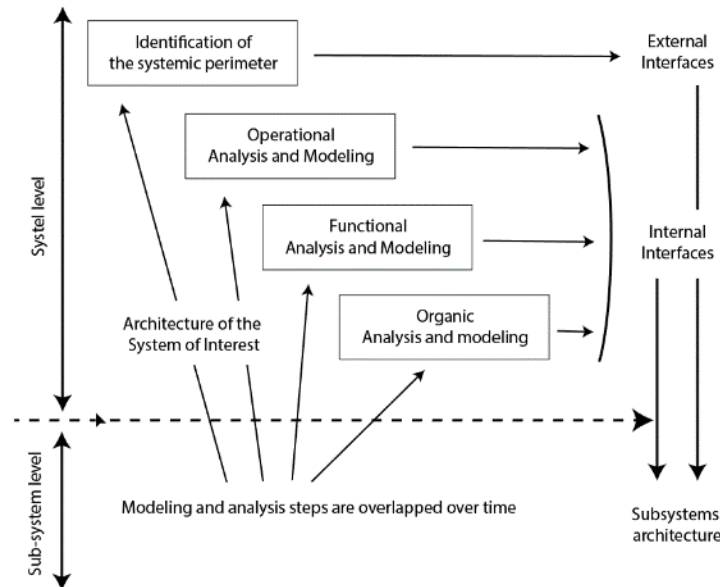 Identification of
the systemic perimeter
External
Interfaces
Operational
Analysis and Modeling
Systel level
Functional
Analysis and Modeling
Internal
Interfaces
Architecture of the
System of Interest
Organic
Analysis and modeling
Sub-system level
Modeling and analysis steps are overlapped over time
Subsystems
architecture